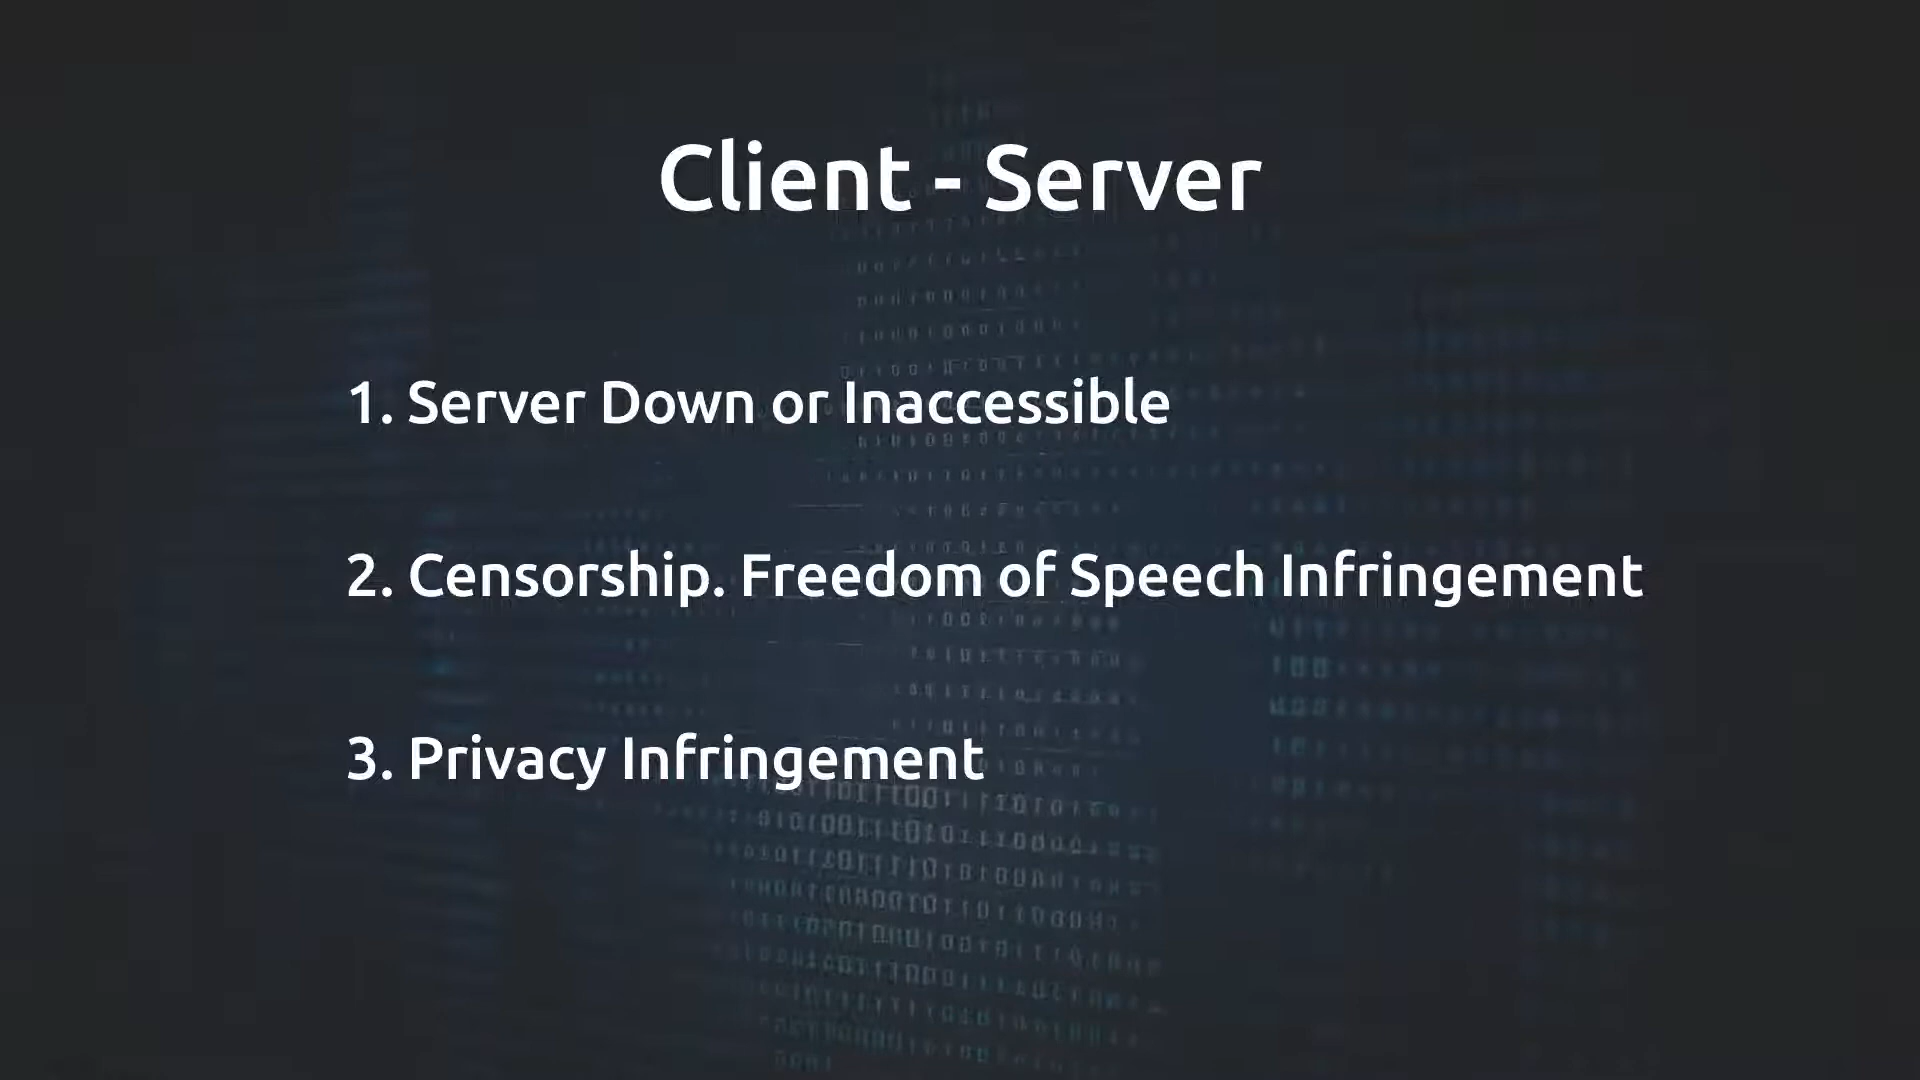 Client - Server
1. Server Down or Inaccessible
2. Censorship. Freedom of Speech Infringement
3. Privacy Infringement